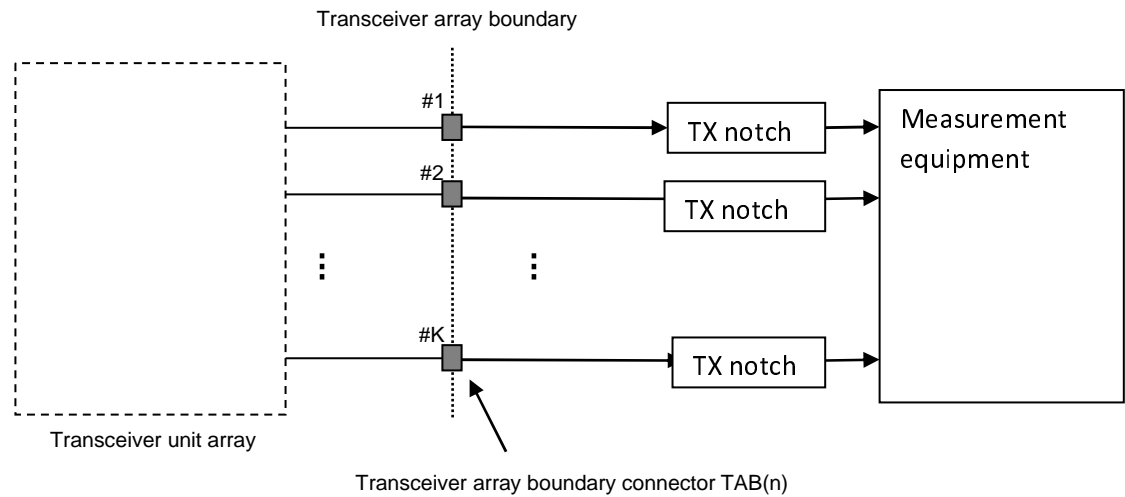 Transceiver array boundary
#1
TX notch
Measurement
equipment
#2
TX notch
#K
TX notch
Transceiver unit array
Transceiver array boundary connector TAB(n)